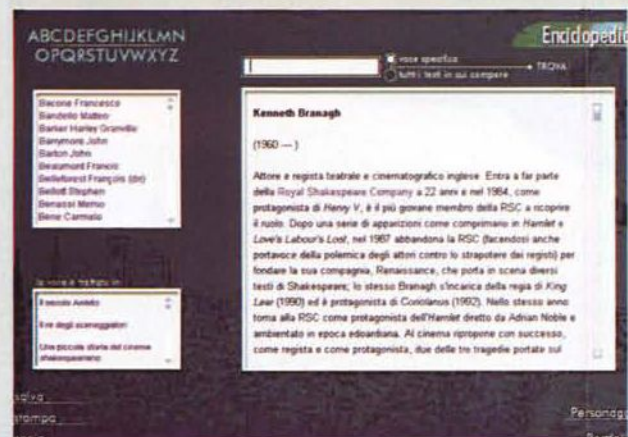 ABCDEFGHIJKLMN
OPQRSTUVWXYZ
Enciclopedic
voce specifica
TROVA
tutti i testi in cui compare
Bacone Francesco
Bandello Matteo
Barker Harley Granville
Barrymore John
Barton John
Beaumont Francis
Belleforest François (de)
Bellott Stephen
Benassi Memo
Bene Carmelo
la voce è trattata in
Il secolo Amleto
Il re degli sceneggiatori
Una piccola storia del cinema
shakespeariano
Kenneth Branagh
(1960 --- )
Attore e regista teatrale e cinematografico inglese. Entra a far parte
della Royal Shakespeare Company a 22 anni e nel 1984, come
protagonista di Henry V, è il più giovane membro della RSC a ricoprire
il ruolo. Dopo una serie di apparizioni come comprimario in Hamlet e
Love's Labour's Lost, nel 1987 abbandona la RSC (facendosi anche
portavoce della polemica degli attori contro lo strapotere dei registi) per
fondare la sua compagnia, Renaissance, che porta in scena diversi
testi di Shakespeare; lo stesso Branagh s'incarica della regia di King
Lear (1990) ed è protagonista di Coriolanus (1992). Nello stesso anno
torna alla RSC come protagonista dell'Hamlet diretto da Adrian Noble e
ambientato in epoca edoardiana. Al cinema ripropone con successo,
come regista e come protagonista, due delle tre tragedie portate sul
salva
stampa
Personagg